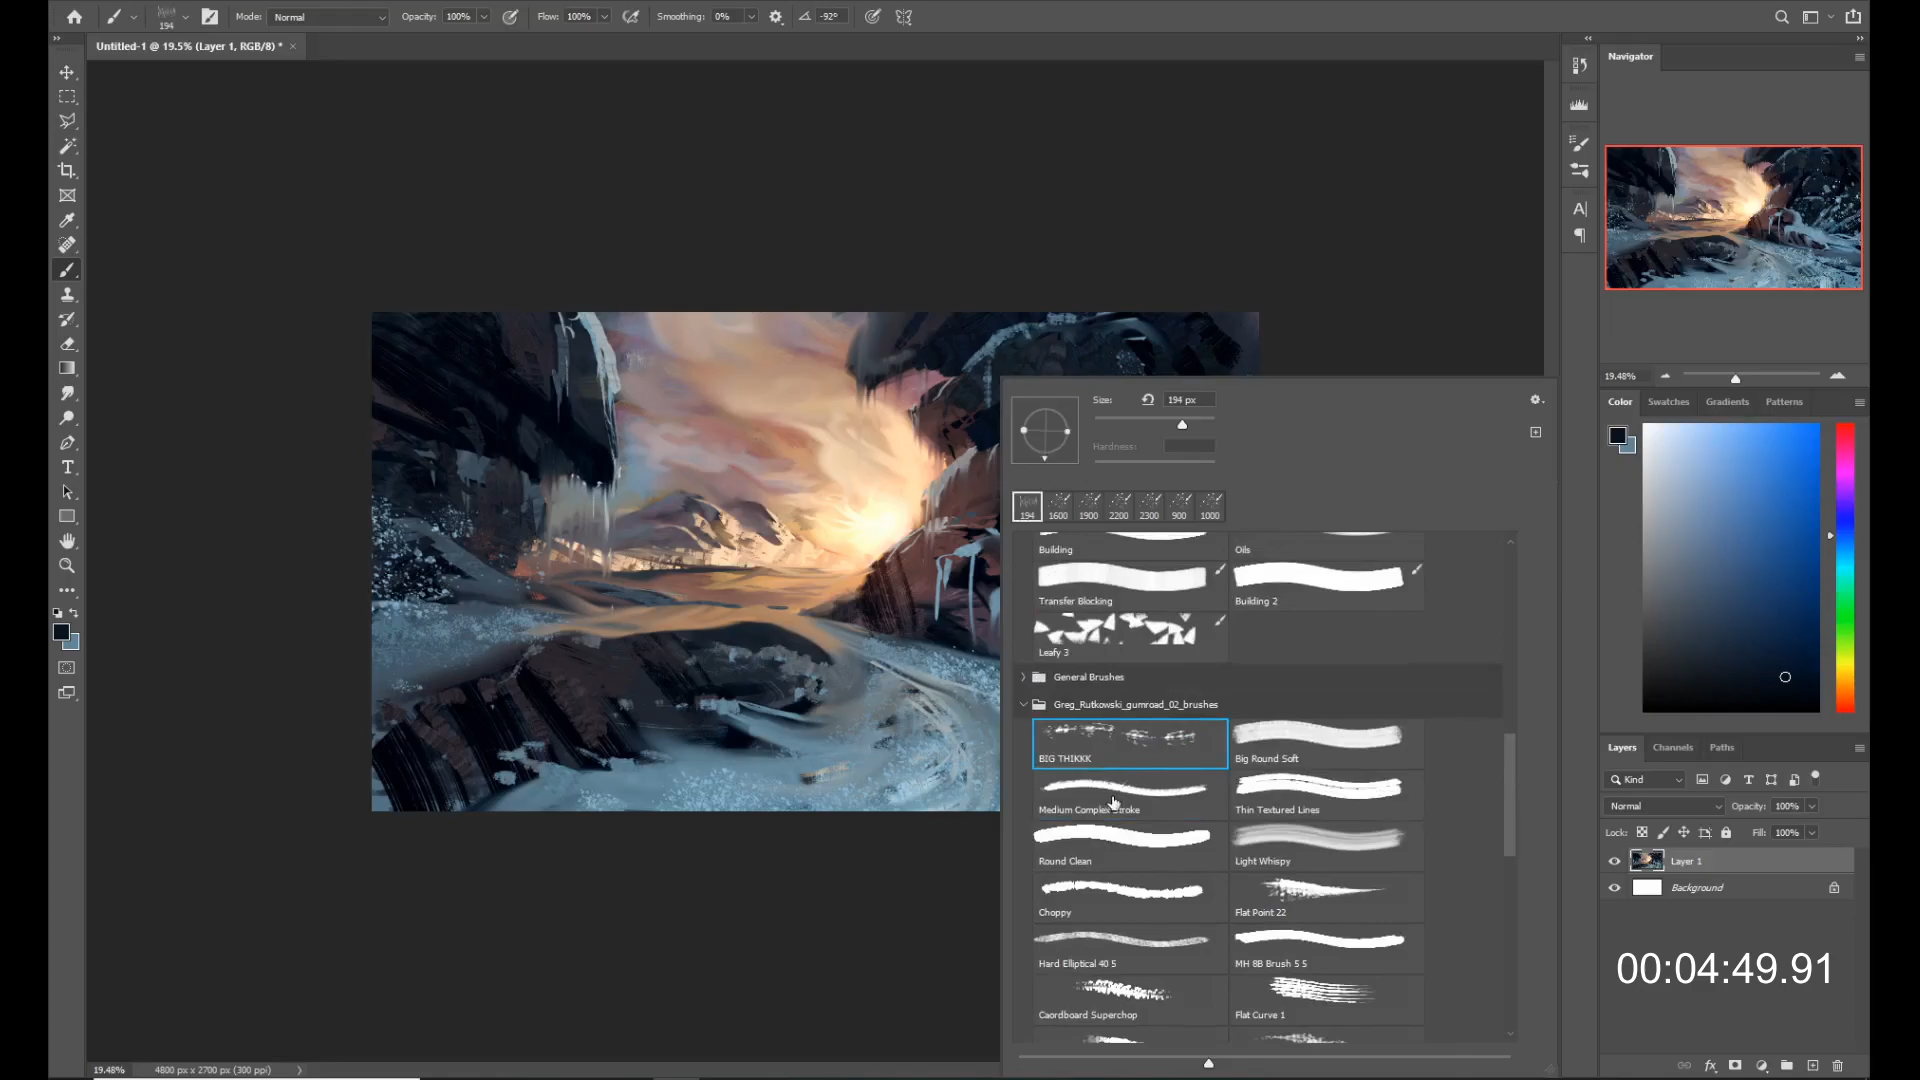 194
Mode: Normal
Opacity: 100%
Flow: 100%
Smoothing: 0%
-92°
Untitled-1 @ 19.5% (Layer 1, RGB/8) *
Navigator
19.48%
Color Swatches Gradients Patterns
Size: 194 px
Hardness:
194 1600 1900 2200 2300 900 1000
Building Oils
Transfer Blocking Building 2
Leafy 3
General Brushes
Greg_Rutkowski_gumroad_02_brushes
BIG THIKKK Big Round Soft
Medium Complex Stroke Thin Textured Lines
Round Clean Light Whispy
Choppy Flat Point 22
Hard Elliptical 40 5 MH 8B Brush 5 5
Caordboard Superchop Flat Curve 1
Layers Channels Paths
Kind
Normal Opacity: 100%
Lock: Fill: 100%
Layer 1
Background
00:04:49.91
19.48% 4800 px x 2700 px (300 ppi)